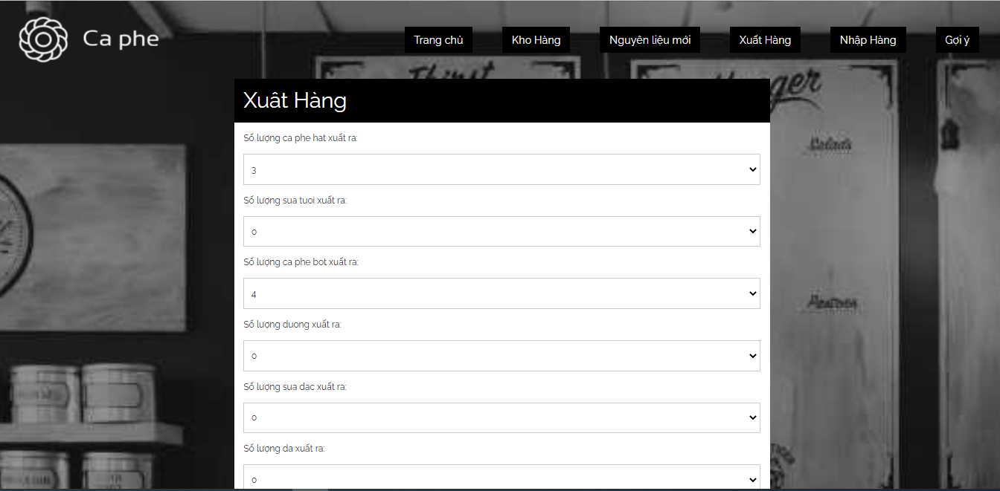 Ca phe
Trang chủ
Kho Hàng
Nguyên liệu mới
Xuất Hàng
Nhập Hàng
Gợi ý
Thirst
Xuât Hàng
Salads
Số lượng ca phe hat xuất ra:
3
Số lượng sua tuoi xuất ra:
0
Số lượng ca phe bot xuất ra:
4
Số lượng duong xuất ra:
0
Số lượng sua dac xuất ra:
0
Số lượng da xuất ra:
0